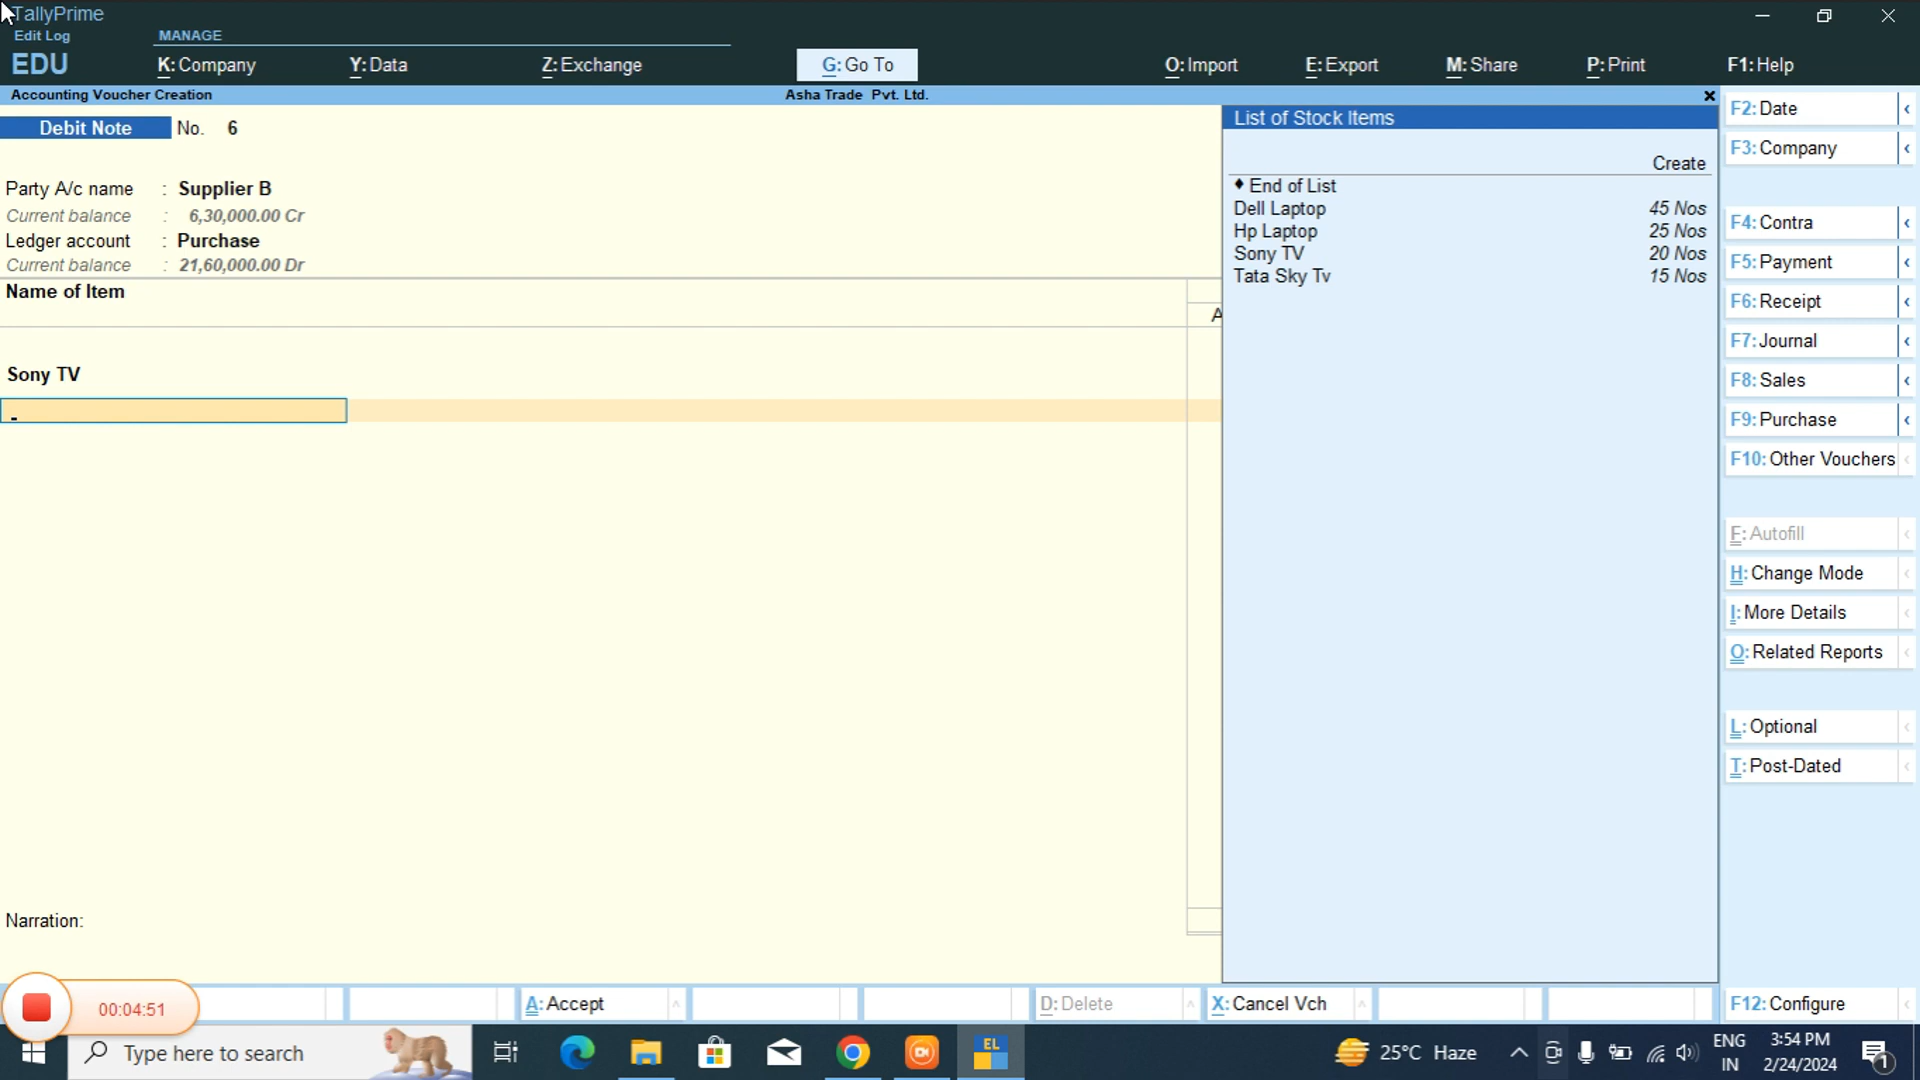 TallyPrime
Edit Log
EDU
MANAGE
K: Company
Y: Data
Z: Exchange
G: Go To
O: Import
E: Export
M: Share
P: Print
F1: Help
Accounting Voucher Creation
Asha Trade Pvt. Ltd.
Debit Note No. 6
Party A/c name : Supplier B
Current balance : 6,30,000.00 Cr
Ledger account : Purchase
Current balance : 21,60,000.00 Dr
Name of Item
A
Sony TV
Narration:
List of Stock Items
Create
♦ End of List
Dell Laptop 45 Nos
Hp Laptop 25 Nos
Sony TV 20 Nos
Tata Sky Tv 15 Nos
F2: Date
F3: Company
F4: Contra
F5: Payment
F6: Receipt
F7: Journal
F8: Sales
F9: Purchase
F10: Other Vouchers
F: Autofill
H: Change Mode
I: More Details
O: Related Reports
L: Optional
T: Post-Dated
F12: Configure
A: Accept
D: Delete
X: Cancel Vch
00:04:51
Type here to search
EL
25°C Haze
ENG
IN
3:54 PM
2/24/2024
1